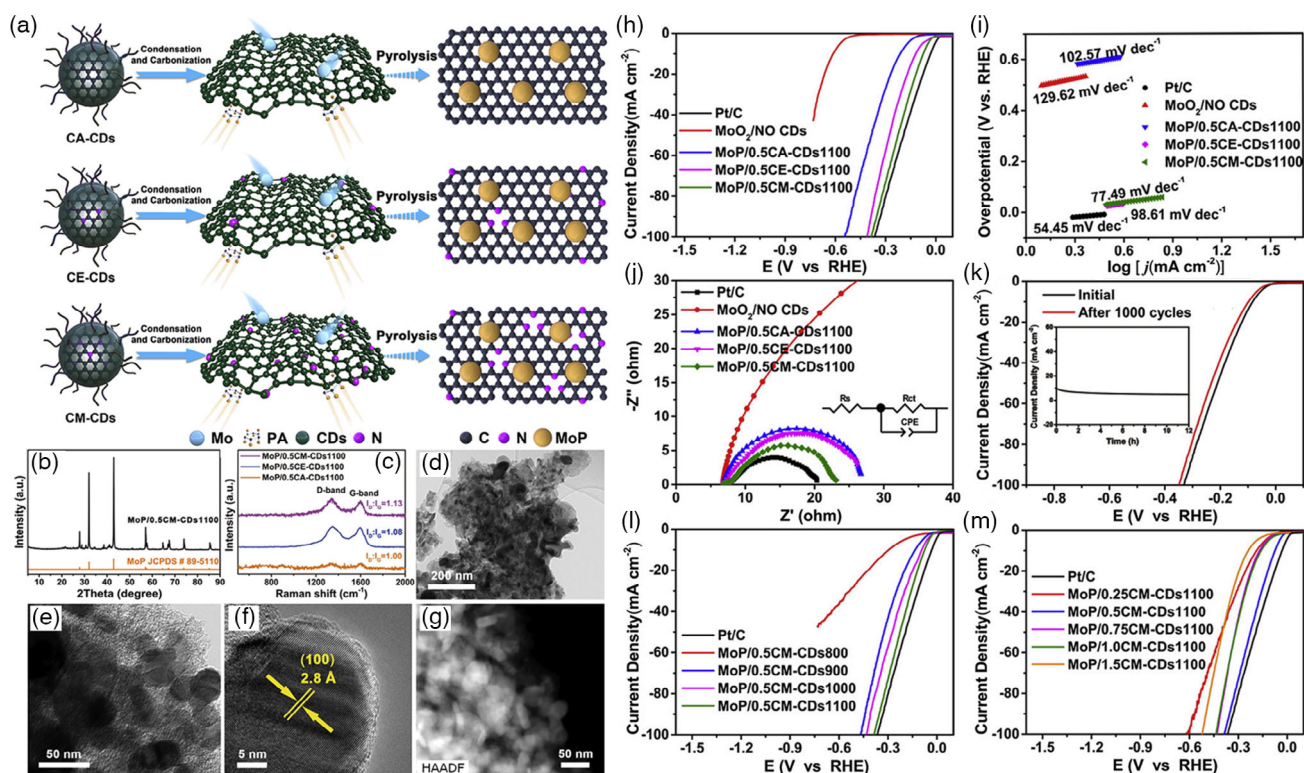 (a)
Condensation
and Carbonization
Pyrolysis
CA-CDs
Condensation
and Carbonization
Pyrolysis
CE-CDs
Condensation
and Carbonization
Pyrolysis
CM-CDs
Mo PA CDs N C N MoP
(b)
Intensity (a.u.)
MoP/0.5CM-CDs1100
MoP JCPDS # 89-5110
10 20 30 40 50 60 70 80 90
2Theta (degree)
(c)
Intensity (a.u.)
MoP/0.5CM-CDs1100
MoP/0.5CE-CDs1100
MoP/0.5CA-CDs1100
D-band G-band
I_D:I_G=1.13
I_D:I_G=1.08
I_D:I_G=1.00
800 1200 1600 2000
Raman shift (cm⁻¹)
(d)
200 nm
(e)
50 nm
(f)
(100)
2.8 Å
5 nm
(g)
HAADF
50 nm
(h)
Current Density(mA cm⁻²)
0
-20
-40
-60
-80
-100
Pt/C
MoO₂/NO CDs
MoP/0.5CA-CDs1100
MoP/0.5CE-CDs1100
MoP/0.5CM-CDs1100
-1.5 -1.2 -0.9 -0.6 -0.3 0.0
E (V vs RHE)
(i)
Overpotential (V vs. RHE)
0.6
0.4
0.2
0.0
102.57 mV dec⁻¹
129.62 mV dec⁻¹
Pt/C
MoO₂/NO CDs
MoP/0.5CA-CDs1100
MoP/0.5CE-CDs1100
MoP/0.5CM-CDs1100
77.49 mV dec⁻¹
98.61 mV dec⁻¹
54.45 mV dec⁻¹
0.0 0.4 0.8 1.2 1.6
log [j(mA cm⁻²)]
(j)
-Z'' (ohm)
30
25
20
15
10
5
0
Pt/C
MoO₂/NO CDs
MoP/0.5CA-CDs1100
MoP/0.5CE-CDs1100
MoP/0.5CM-CDs1100
Rs Rct
CPE
0 10 20 30 40
Z' (ohm)
(k)
Current Density(mA cm⁻²)
0
-20
-40
-60
-80
-100
Initial
After 1000 cycles
Current Density (mA cm⁻²)
60
40
20
0
-20
0 2 4 6 8 10 12
Time (h)
-0.9 -0.6 -0.3 0.0
E (V vs RHE)
(l)
Current Density(mA cm⁻²)
0
-20
-40
-60
-80
-100
Pt/C
MoP/0.5CM-CDs800
MoP/0.5CM-CDs900
MoP/0.5CM-CDs1000
MoP/0.5CM-CDs1100
-1.5 -1.2 -0.9 -0.6 -0.3 0.0
E (V vs RHE)
(m)
Current Density(mA cm⁻²)
0
-20
-40
-60
-80
-100
Pt/C
MoP/0.25CM-CDs1100
MoP/0.5CM-CDs1100
MoP/0.75CM-CDs1100
MoP/1.0CM-CDs1100
MoP/1.5CM-CDs1100
-1.5 -1.2 -0.9 -0.6 -0.3 0.0
E (V vs RHE)